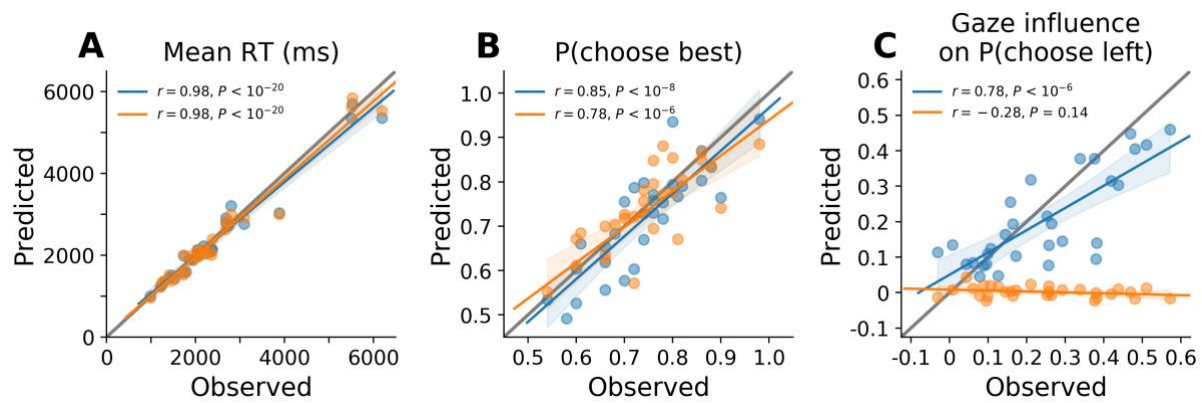 A
Mean RT (ms)
r = 0.98, P < 10⁻²⁰
r = 0.98, P < 10⁻²⁰
Predicted
6000
4000
2000
0
0 2000 4000 6000
Observed
B
P(choose best)
r = 0.85, P < 10⁻⁸
r = 0.78, P < 10⁻⁶
Predicted
1.0
0.9
0.8
0.7
0.6
0.5
0.5 0.6 0.7 0.8 0.9 1.0
Observed
C
Gaze influence
on P(choose left)
r = 0.78, P < 10⁻⁶
r = −0.28, P = 0.14
Predicted
0.6
0.5
0.4
0.3
0.2
0.1
0
-0.1
-0.1 0 0.1 0.2 0.3 0.4 0.5 0.6
Observed